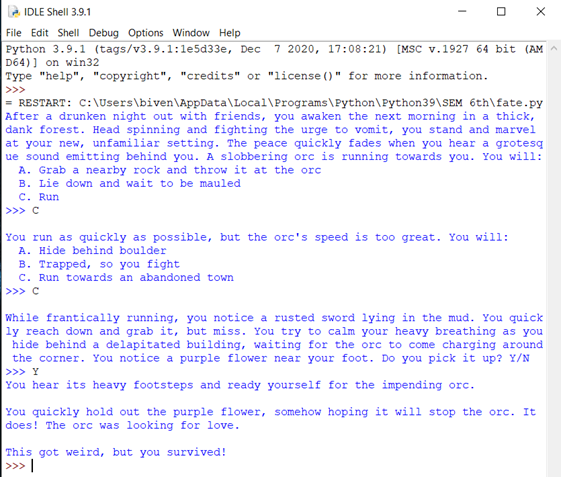 IDLE Shell 3.9.1
File Edit Shell Debug Options Window Help
Python 3.9.1 (tags/v3.9.1:1e5d33e, Dec  7 2020, 17:08:21) [MSC v.1927 64 bit (AM
D64)] on win32
Type "help", "copyright", "credits" or "license()" for more information.
>>>
= RESTART: C:\Users\biven\AppData\Local\Programs\Python\Python39\SEM 6th\fate.py
After a drunken night out with friends, you awaken the next morning in a thick,
dank forest. Head spinning and fighting the urge to vomit, you stand and marvel
at your new, unfamiliar setting. The peace quickly fades when you hear a grotesq
ue sound emitting behind you. A slobbering orc is running towards you. You will:
  A. Grab a nearby rock and throw it at the orc
  B. Lie down and wait to be mauled
  C. Run
>>> C
You run as quickly as possible, but the orc's speed is too great. You will:
  A. Hide behind boulder
  B. Trapped, so you fight
  C. Run towards an abandoned town
>>> C
While frantically running, you notice a rusted sword lying in the mud. You quick
ly reach down and grab it, but miss. You try to calm your heavy breathing as you
 hide behind a delapitated building, waiting for the orc to come charging around
 the corner. You notice a purple flower near your foot. Do you pick it up? Y/N
>>> Y
You hear its heavy footsteps and ready yourself for the impending orc.
You quickly hold out the purple flower, somehow hoping it will stop the orc. It
does! The orc was looking for love.
This got weird, but you survived!
>>>